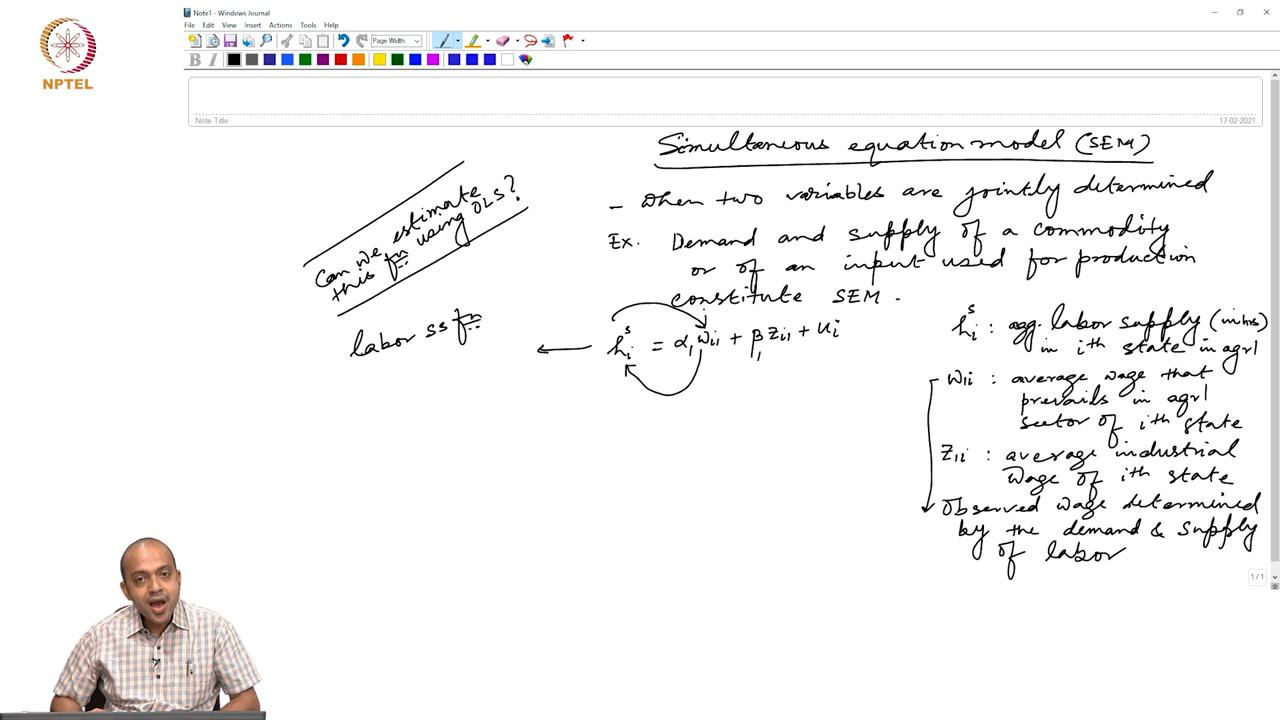 Note1 - Windows Journal
File Edit View Insert Actions Tools Help
NPTEL
Page Width
B I
Note Title
17-02-2021
Simultaneous equation model (SEM)
- When two variables are jointly determined
Ex. Demand and supply of a commodity
or of an input used for production
constitute SEM.
Can we estimate
this fn using OLS?
labor ss fn
h_i^s = α_1 w_1i + β_1 z_1i + u_i
h_i^s : agg. labor supply (in hrs)
in ith state in agrl
w_1i : average wage that
prevails in agrl
sector of ith state
z_1i : average industrial
wage of ith state
Observed wage determined
by the demand & supply
of labor
1/1